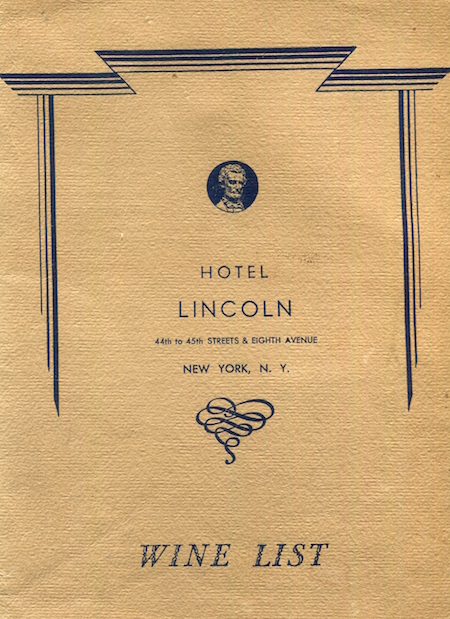 HOTEL
LINCOLN
44th to 45th STREETS & EIGHTH AVENUE
NEW YORK, N. Y.
WINE LIST